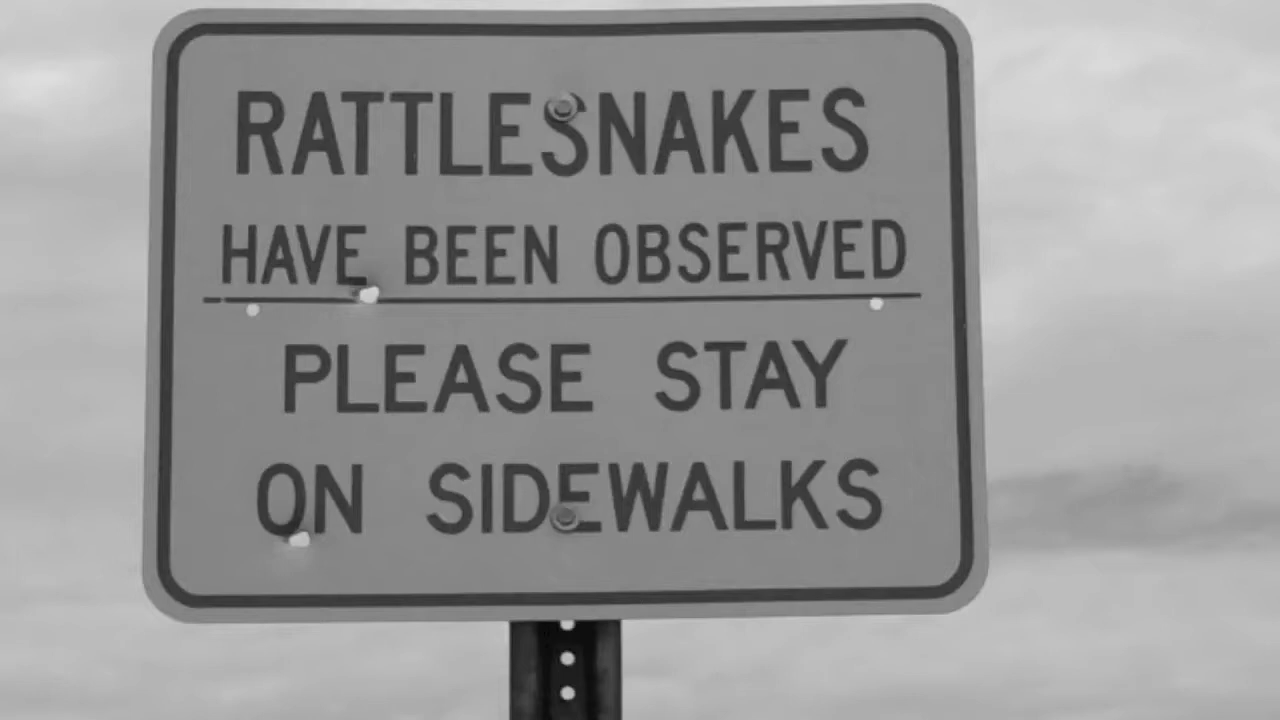 RATTLESNAKES
HAVE BEEN OBSERVED
PLEASE STAY
ON SIDEWALKS